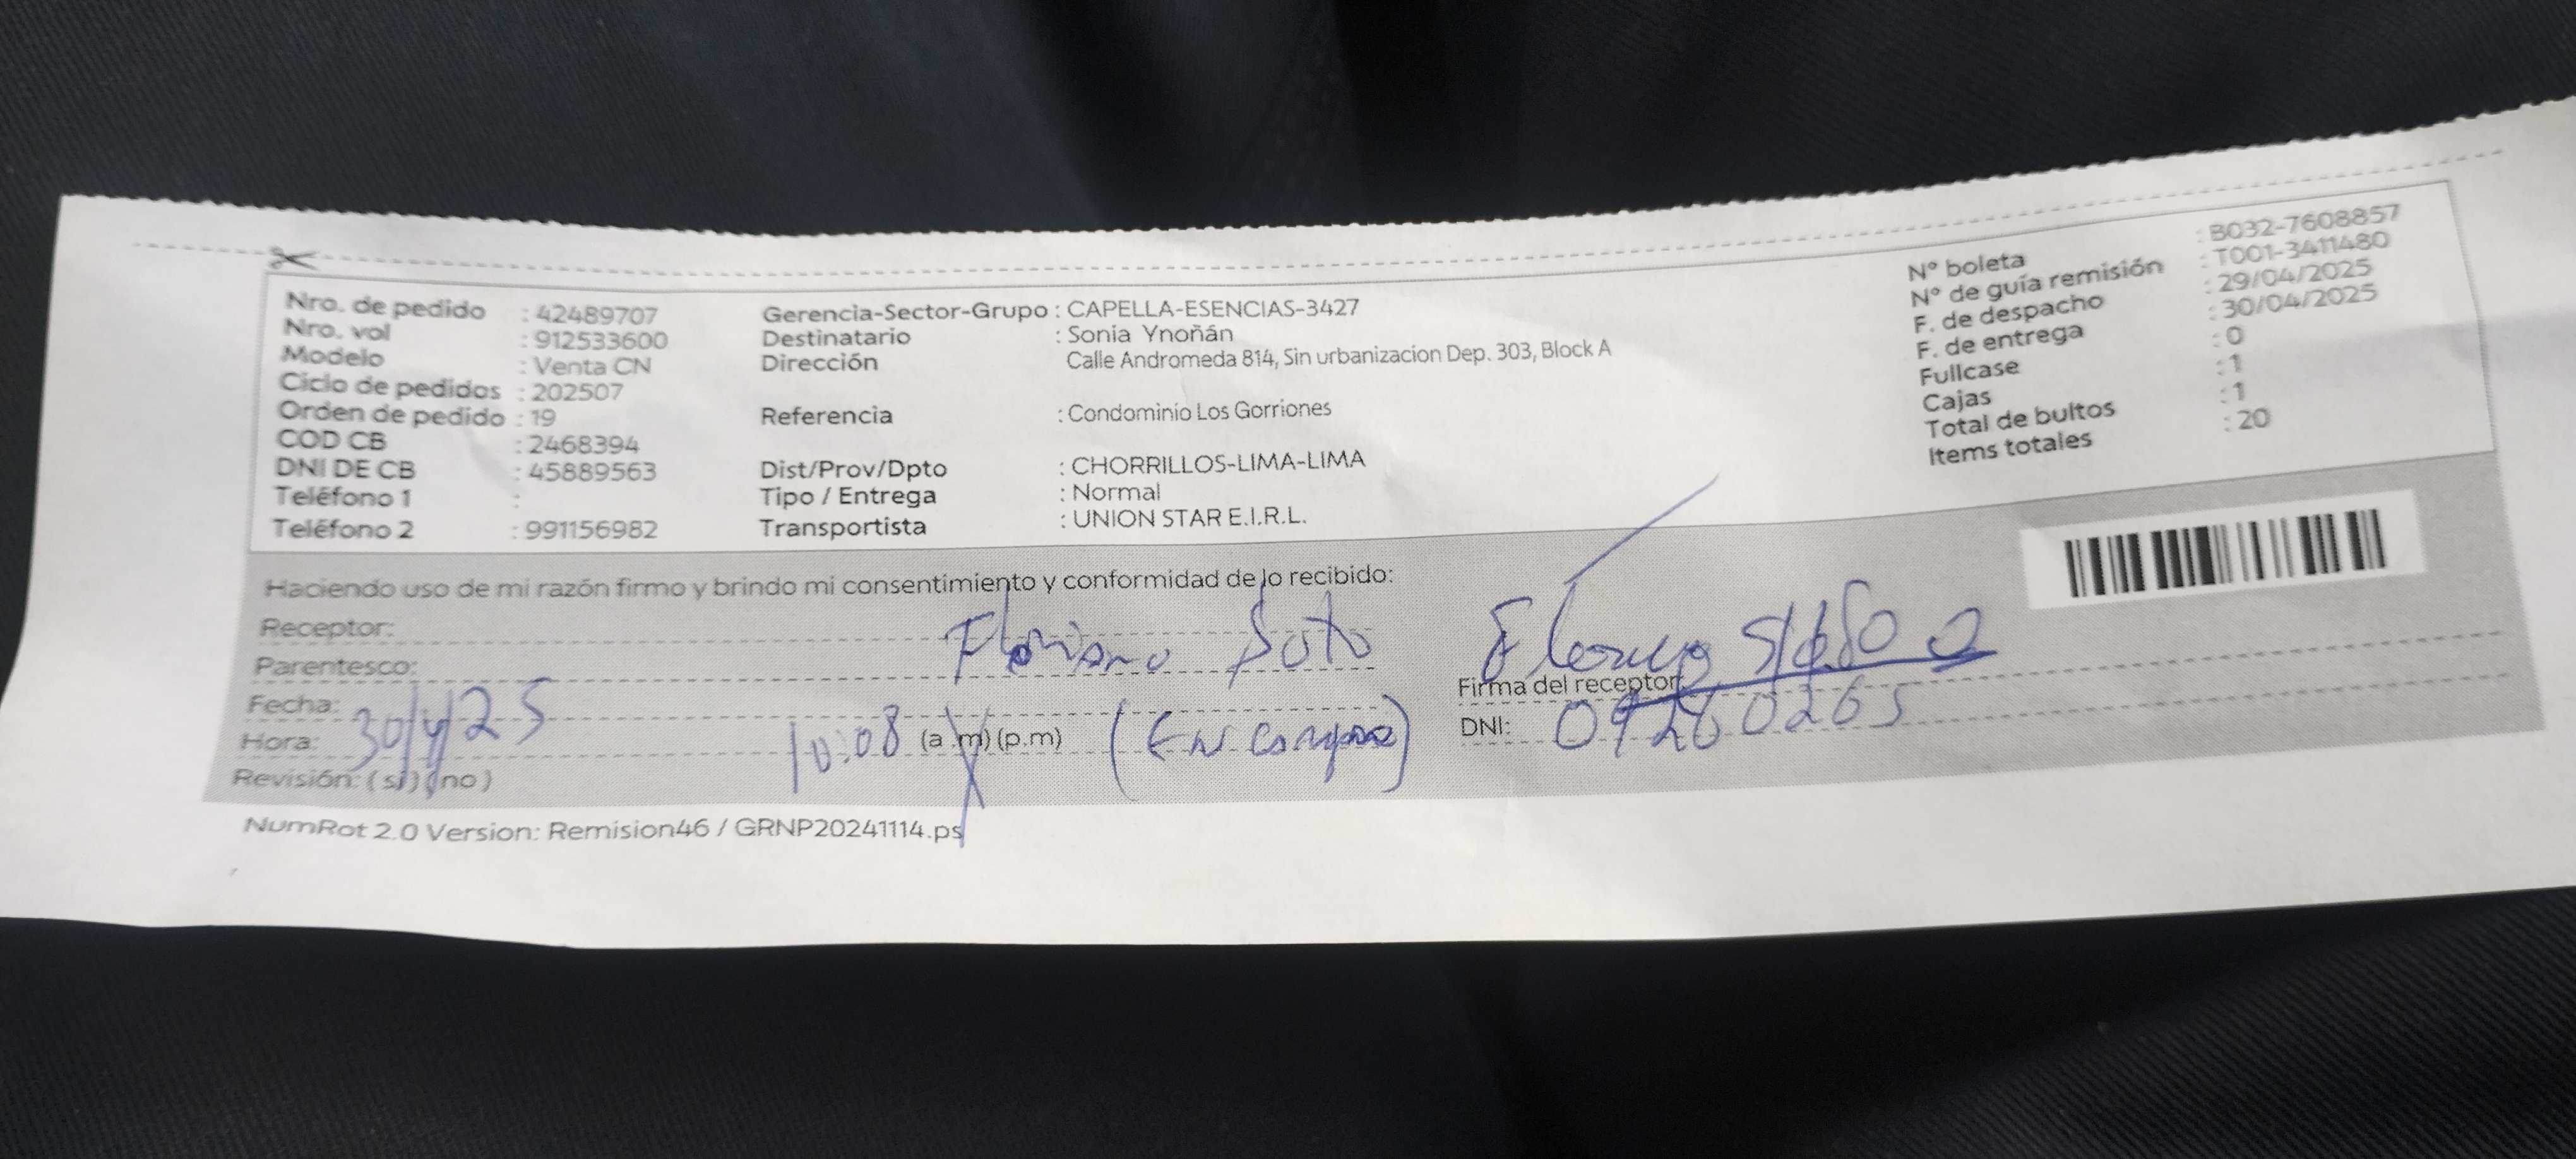 Nro. de pedido : 42489707
Nro. vol : 912533600
Modelo : Venta CN
Ciclo de pedidos : 202507
Orden de pedido : 19
COD CB : 2468394
DNI DE CB : 45889563
Teléfono 1 :
Teléfono 2 : 991156982
Gerencia-Sector-Grupo : CAPELLA-ESENCIAS-3427
Destinatario : Sonia Ynoñán
Dirección Calle Andromeda 814, Sin urbanizacion Dep. 303, Block A
Referencia : Condominio Los Gorriones
Dist/Prov/Dpto : CHORRILLOS-LIMA-LIMA
Tipo / Entrega : Normal
Transportista : UNION STAR E.I.R.L.
N° boleta : B032-7608857
N° de guía remisión : T001-3411480
F. de despacho : 29/04/2025
F. de entrega : 30/04/2025
Fullcase : 0
Cajas : 1
Total de bultos : 1
Items totales : 20
Haciendo uso de mi razón firmo y brindo mi consentimiento y conformidad de lo recibido:
Receptor: Floriano Soto
Parentesco:
Firma del receptor
Fecha: 30/4/25
Hora: 10:08 (a.m) (p.m)
DNI: 09260265
Revisión: (si) (no)
NumRot 2.0 Version: Remision46 / GRNP20241114.ps